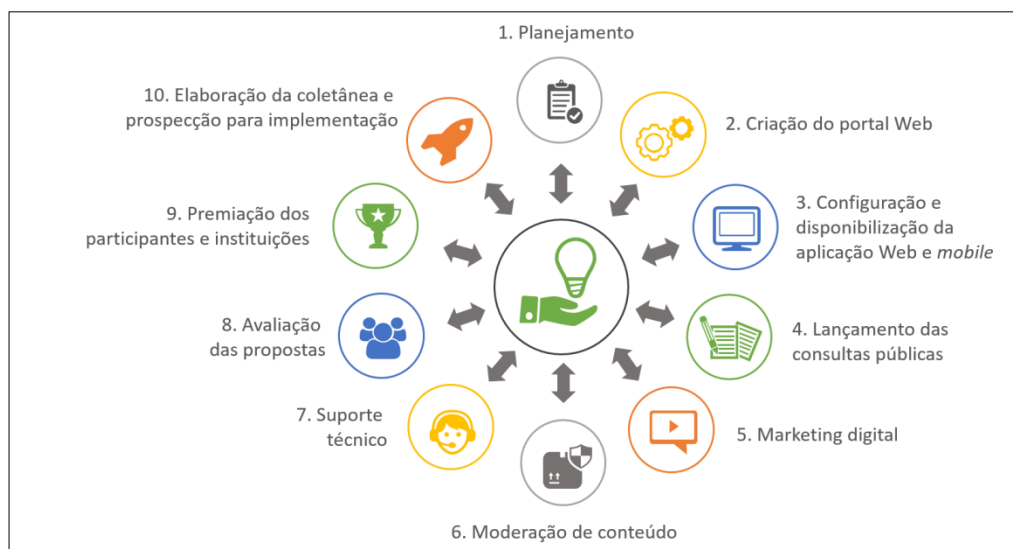 1. Planejamento
2. Criação do portal Web
3. Configuração e
disponibilização da
aplicação Web e mobile
4. Lançamento das
consultas públicas
5. Marketing digital
6. Moderação de conteúdo
7. Suporte
técnico
8. Avaliação
das propostas
9. Premiação dos
participantes e instituições
10. Elaboração da coletânea e
prospecção para implementação